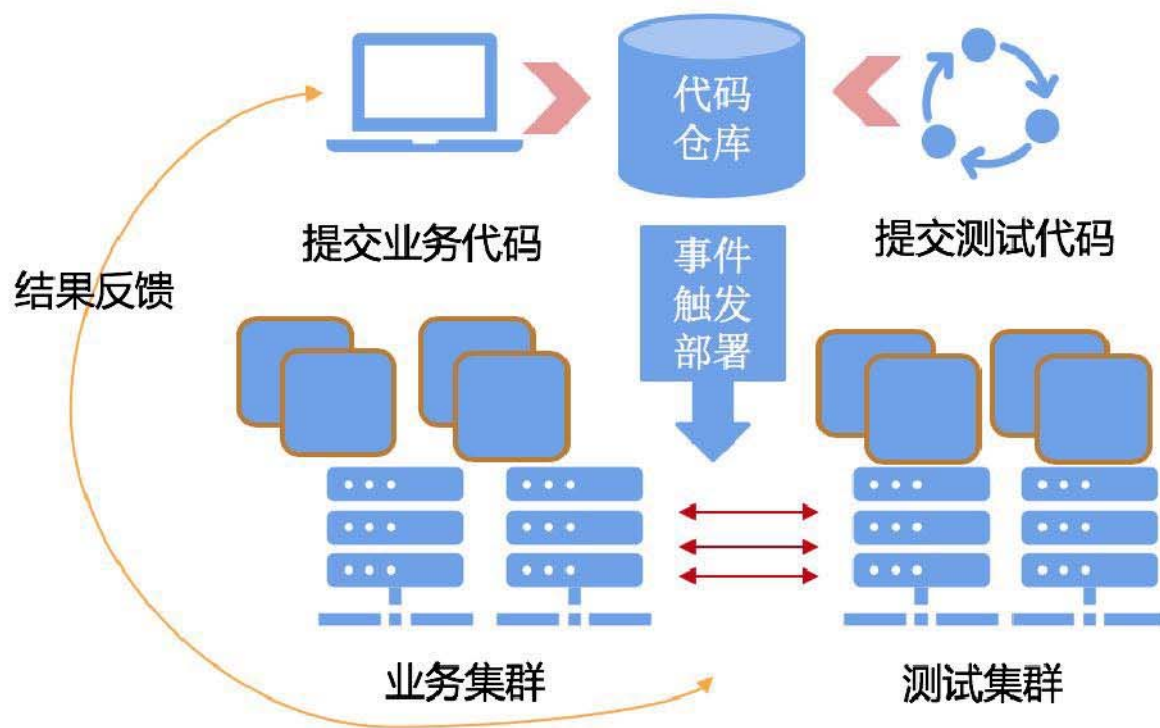 代码
仓库
提交业务代码
提交测试代码
事件
触发
部署
结果反馈
业务集群
测试集群